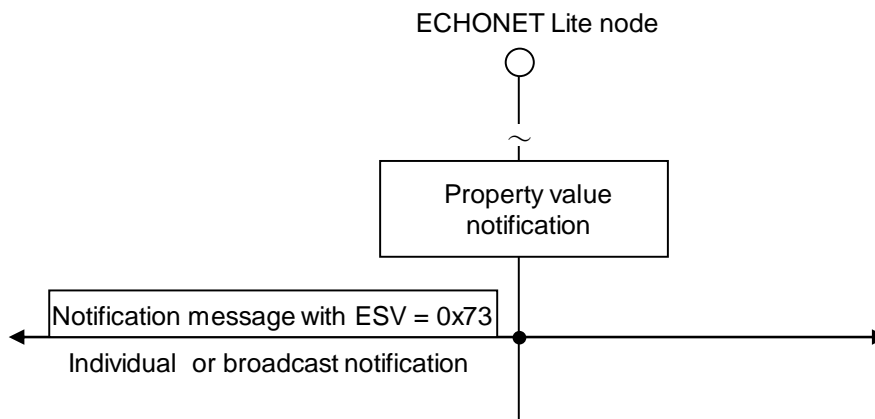 ECHONET Lite node
～
Property value
notification
Notification message with ESV = 0x73
Individual or broadcast notification